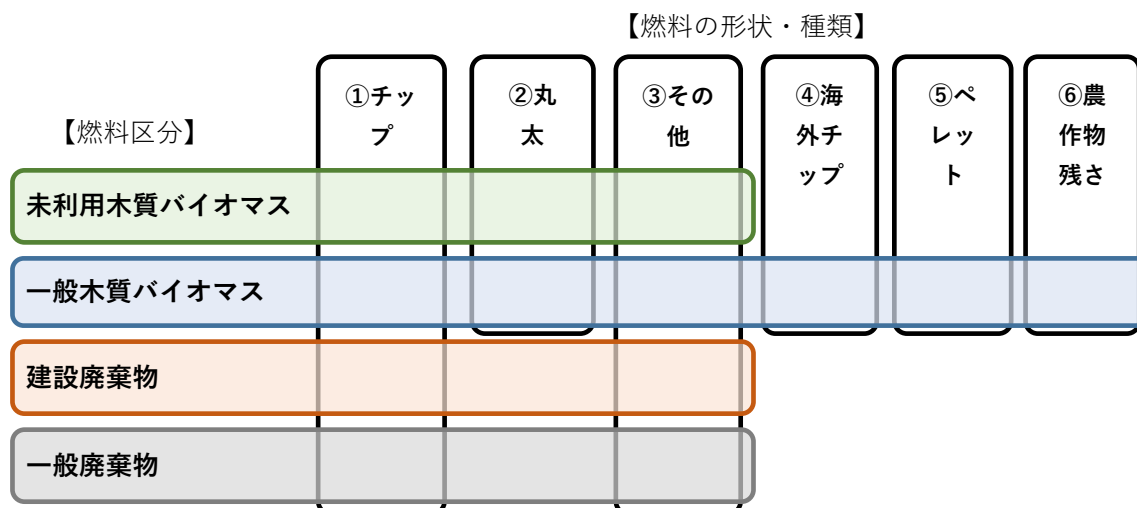 【燃料の形状・種類】
①チッ
プ
②丸
太
③その
他
④海
外チ
ップ
⑤ペ
レッ
ト
⑥農
作物
残さ
【燃料区分】
未利用木質バイオマス
一般木質バイオマス
建設廃棄物
一般廃棄物